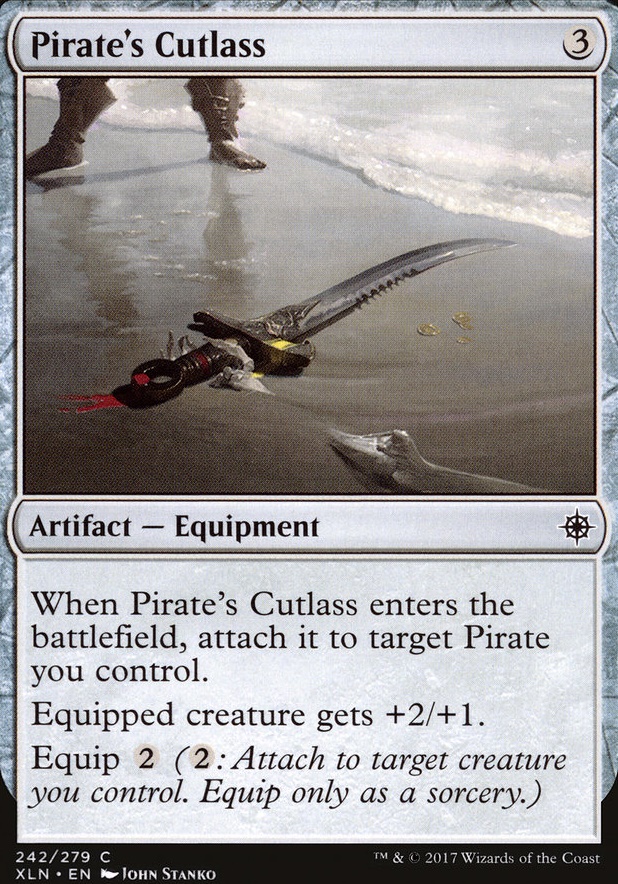 Pirate's Cutlass 3
Artifact — Equipment
When Pirate's Cutlass enters the
battlefield, attach it to target Pirate
you control.
Equipped creature gets +2/+1.
Equip 2 (2: Attach to target creature
you control. Equip only as a sorcery.)
242/279 C
XLN • EN John Stanko
™ & © 2017 Wizards of the Coast